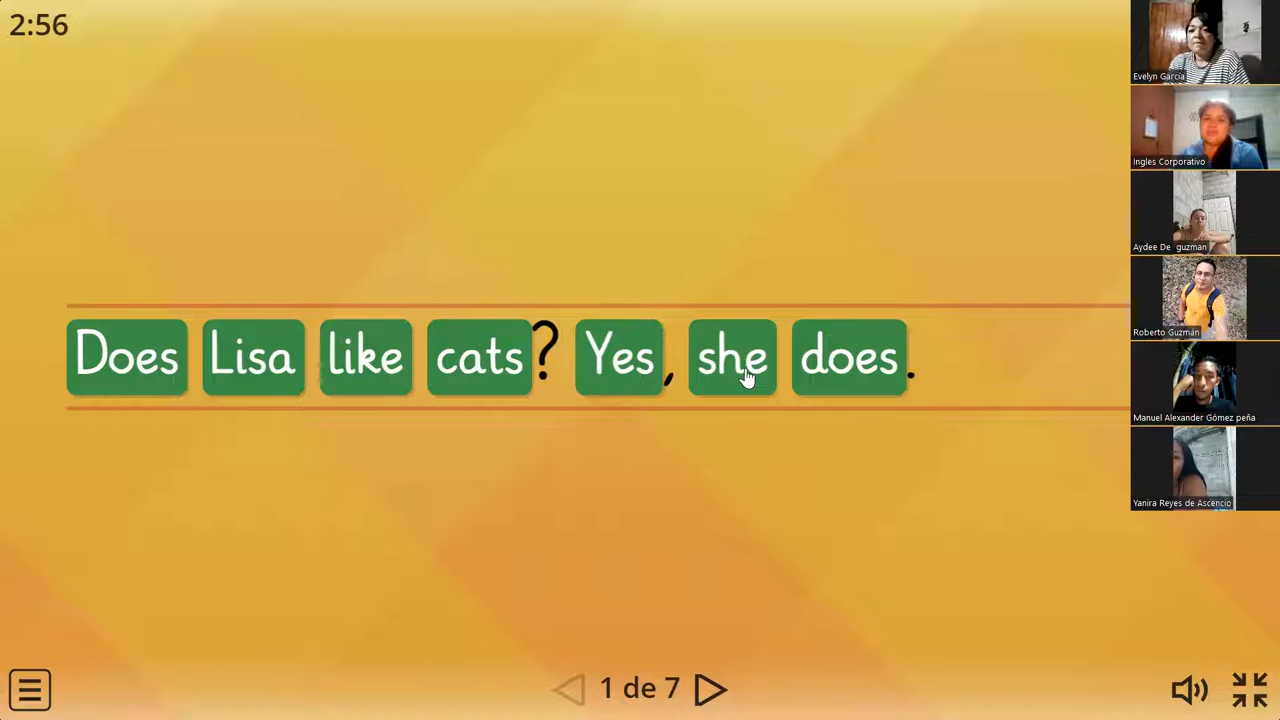 2:56
Does Lisa like cats? Yes, she does.
1 de 7
Evelyn García
Ingles Corporativo
Aydee De guzman
Roberto Guzmán
Manuel Alexander Gómez peña
Yanira Reyes de Ascencio